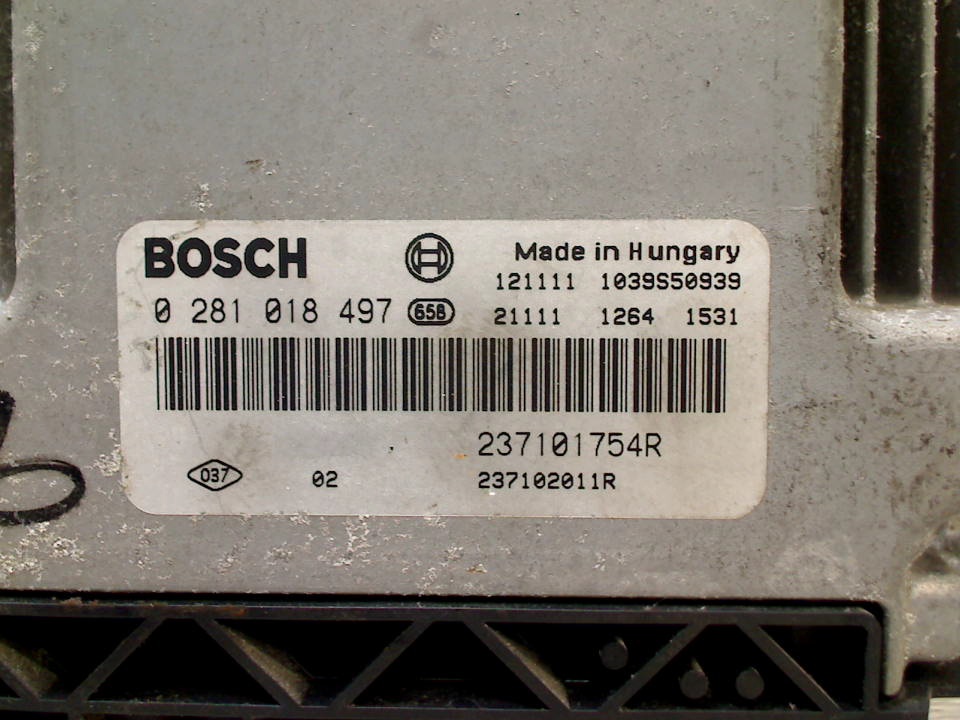 BOSCH
Made in Hungary
121111 1039S50939
0 281 018 497 658
21111 1264 1531
237101754R
037 02 237102011R